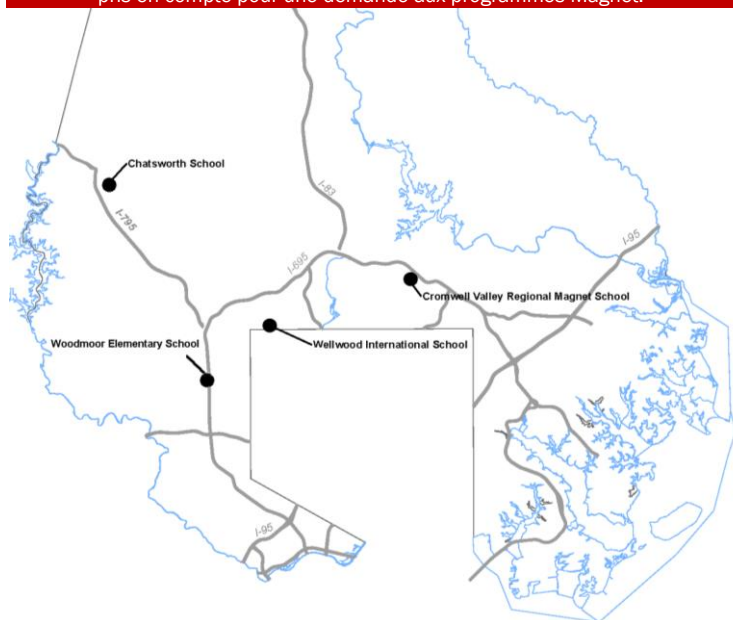 pris en compte pour une demande aux programmes Magnet.
Chatsworth School
I-83
I-795
I-95
I-695
Cromwell Valley Regional Magnet School
Woodmoor Elementary School
Wellwood International School
I-95